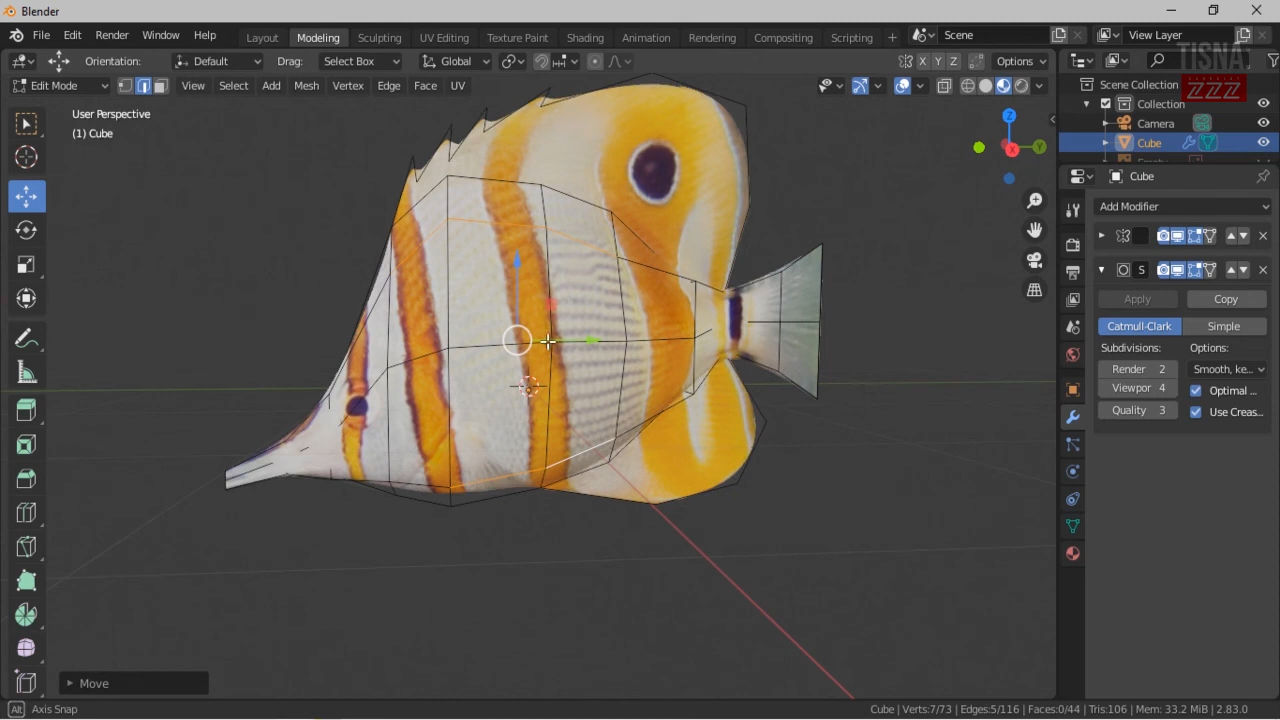 Blender
File Edit Render Window Help Layout Modeling Sculpting UV Editing Texture Paint Shading Animation Rendering Compositing Scripting + Scene View Layer
Orientation: Default Drag: Select Box Global X Y Z Options
TISNA
ZZZ
Edit Mode View Select Add Mesh Vertex Edge Face UV
Scene Collection
User Perspective
(1) Cube
Collection
Camera
Cube
Z
Y
X
Cube
Add Modifier
S
Apply Copy
Catmull-Clark Simple
Subdivisions: Options:
Render 2 Smooth, ke...
Viewpor 4 Optimal ...
Quality 3 Use Creas...
Move
Alt Axis Snap
Cube | Verts:7/73 | Edges:5/116 | Faces:0/44 | Tris:106 | Mem: 33.2 MiB | 2.83.0